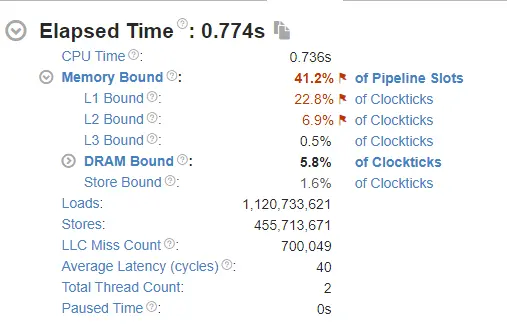 Elapsed Time ?: 0.774s
CPU Time ?: 0.736s
Memory Bound ?: 41.2% of Pipeline Slots
L1 Bound ?: 22.8% of Clockticks
L2 Bound ?: 6.9% of Clockticks
L3 Bound ?: 0.5% of Clockticks
DRAM Bound ?: 5.8% of Clockticks
Store Bound ?: 1.6% of Clockticks
Loads: 1,120,733,621
Stores: 455,713,671
LLC Miss Count ?: 700,049
Average Latency (cycles) ?: 40
Total Thread Count: 2
Paused Time ?: 0s